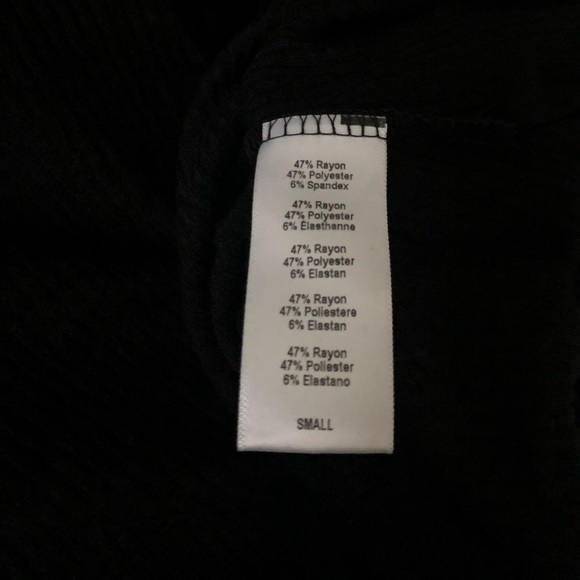 47% Rayon
47% Polyester
6% Spandex
47% Rayon
47% Polyester
6% Elasthanne
47% Rayon
47% Polyester
6% Elastan
47% Rayon
47% Poliestere
6% Elastan
47% Rayon
47% Poliester
6% Elastano
SMALL